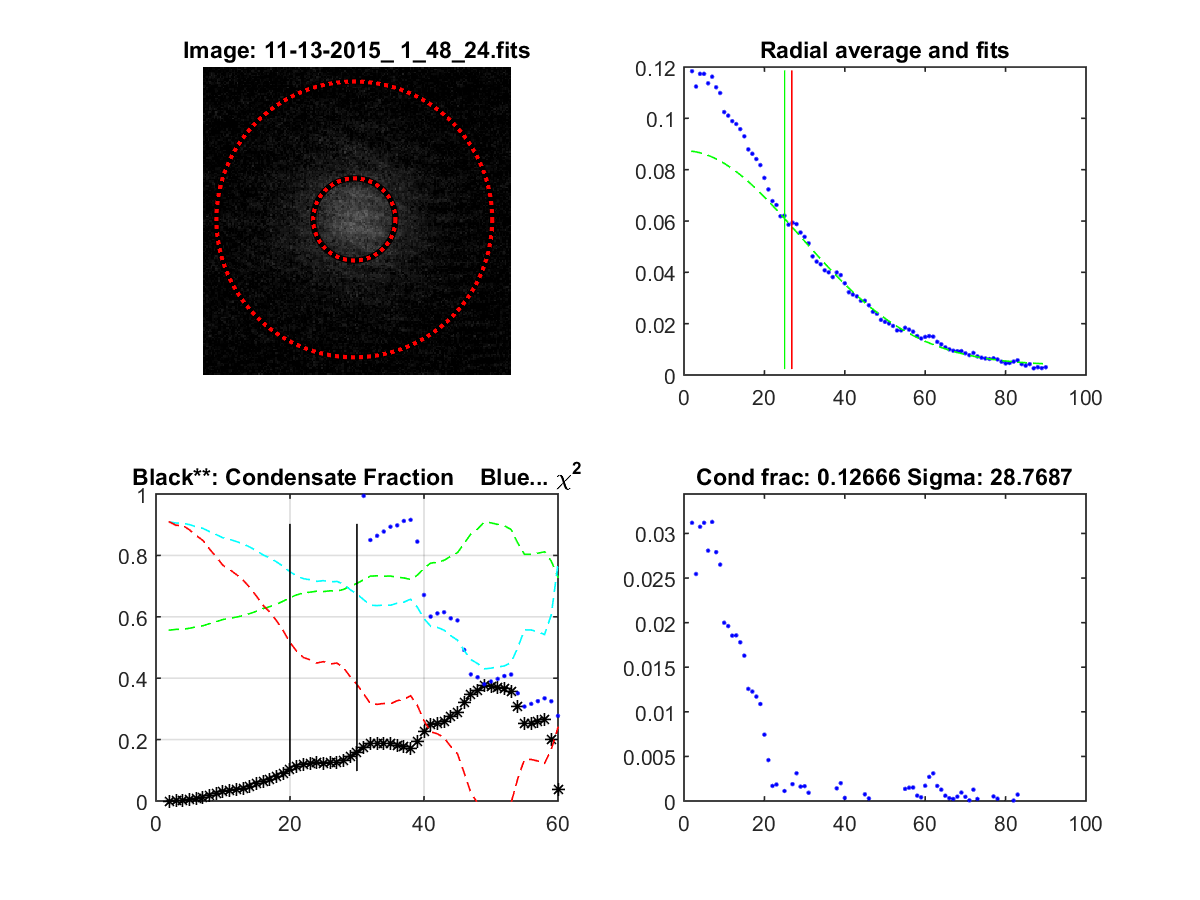 Image: 11-13-2015_ 1_48_24.fits
Radial average and fits
0.12
0.1
0.08
0.06
0.04
0.02
0
0 20 40 60 80 100
Black**: Condensate Fraction Blue... χ²
1
0.8
0.6
0.4
0.2
0
0 20 40 60
Cond frac: 0.12666 Sigma: 28.7687
0.03
0.025
0.02
0.015
0.01
0.005
0
0 20 40 60 80 100